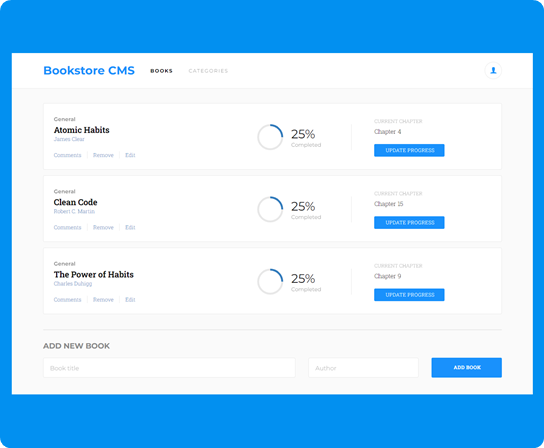 Bookstore CMS BOOKS CATEGORIES
General
Atomic Habits
James Clear
Comments Remove Edit
25%
Completed
CURRENT CHAPTER
Chapter 4
UPDATE PROGRESS
General
Clean Code
Robert C. Martin
Comments Remove Edit
25%
Completed
CURRENT CHAPTER
Chapter 15
UPDATE PROGRESS
General
The Power of Habits
Charles Duhigg
Comments Remove Edit
25%
Completed
CURRENT CHAPTER
Chapter 9
UPDATE PROGRESS
ADD NEW BOOK
Book title
Author
ADD BOOK